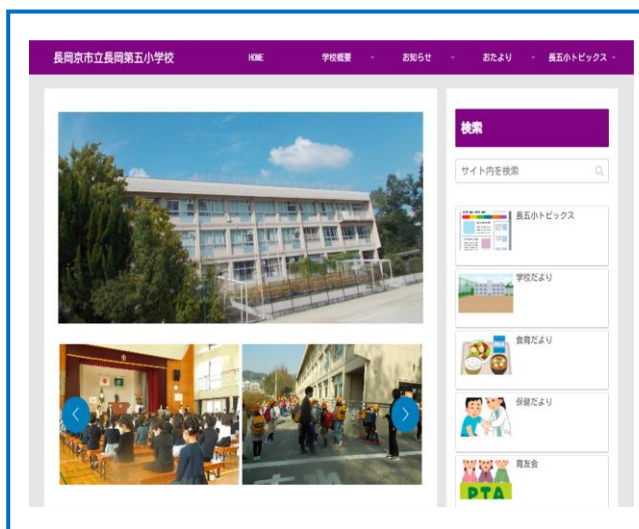 長岡京市立長岡第五小学校
HOME
学校概要
お知らせ
おたより
長五小トピックス
検索
サイト内を検索
長五小トピックス
学校だより
食育だより
保健だより
育友会
PTA